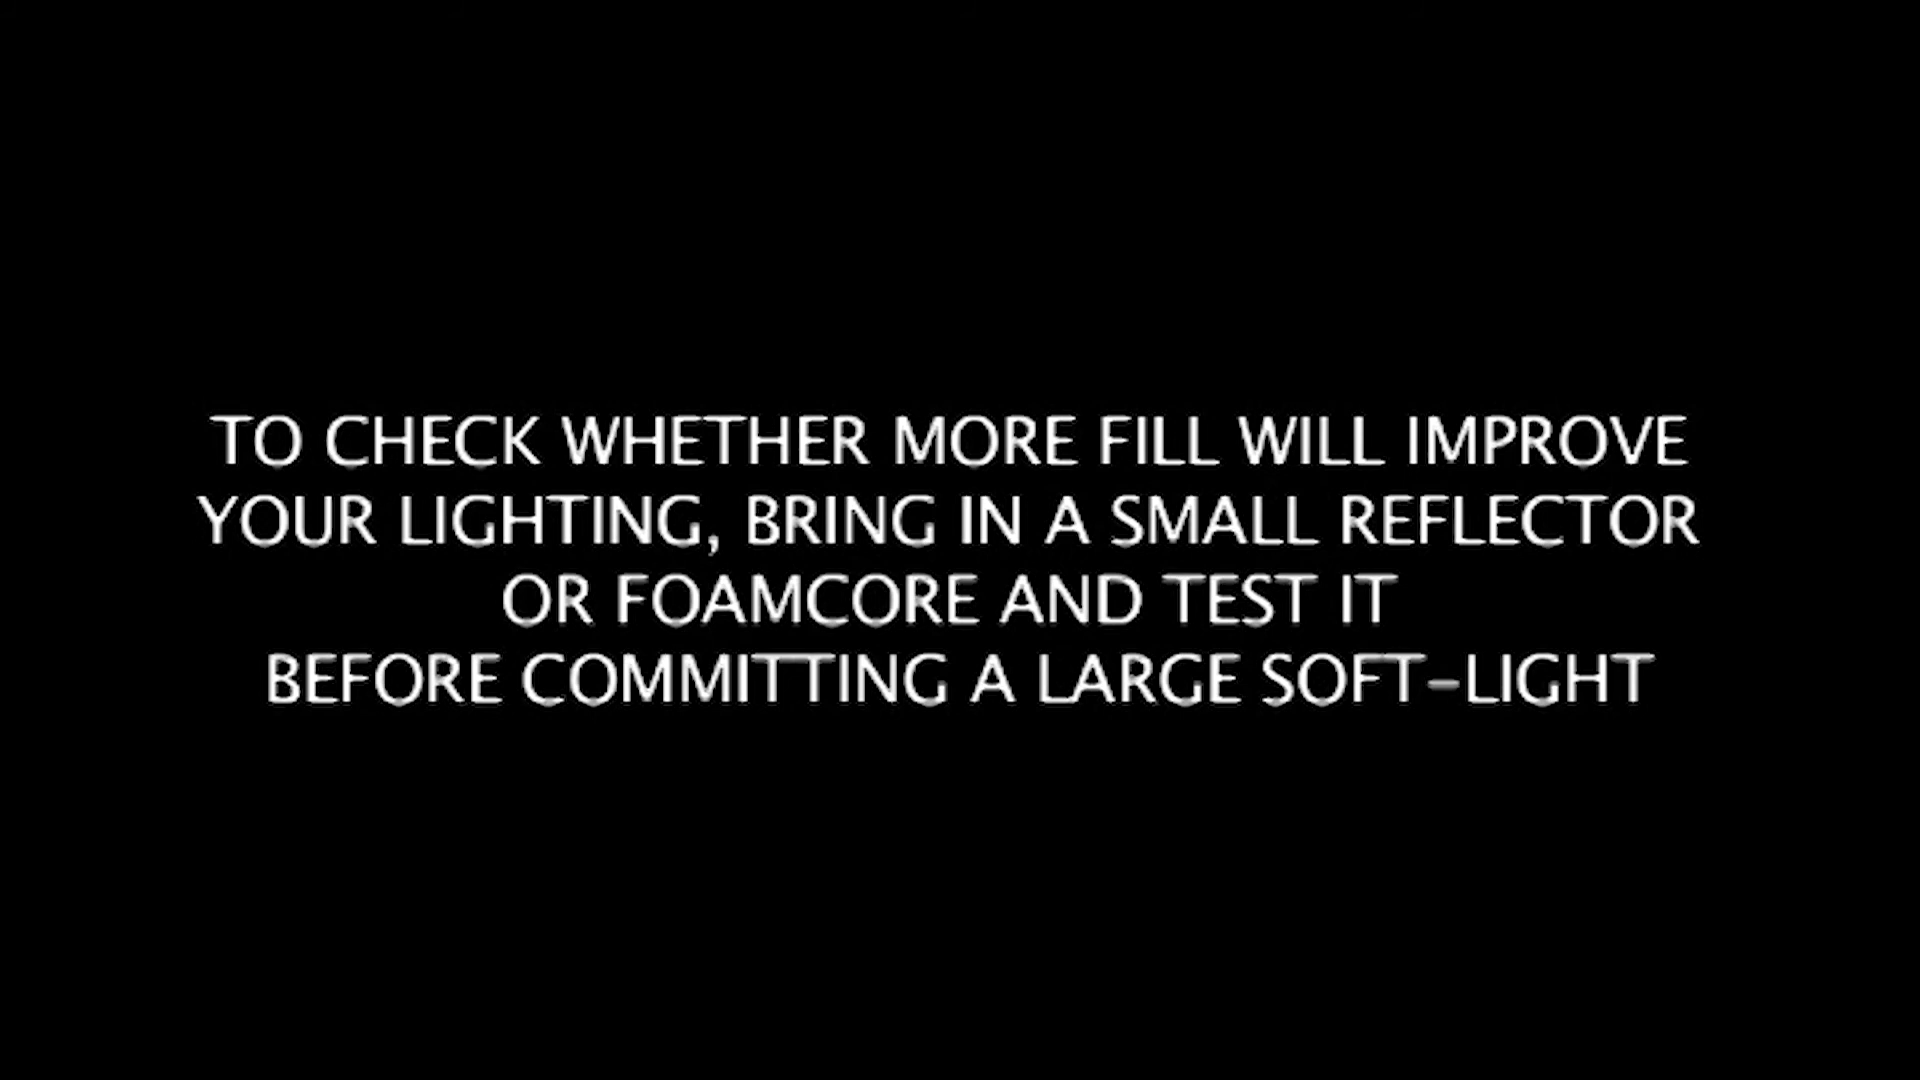 TO CHECK WHETHER MORE FILL WILL IMPROVE
YOUR LIGHTING, BRING IN A SMALL REFLECTOR
OR FOAMCORE AND TEST IT
BEFORE COMMITTING A LARGE SOFT-LIGHT